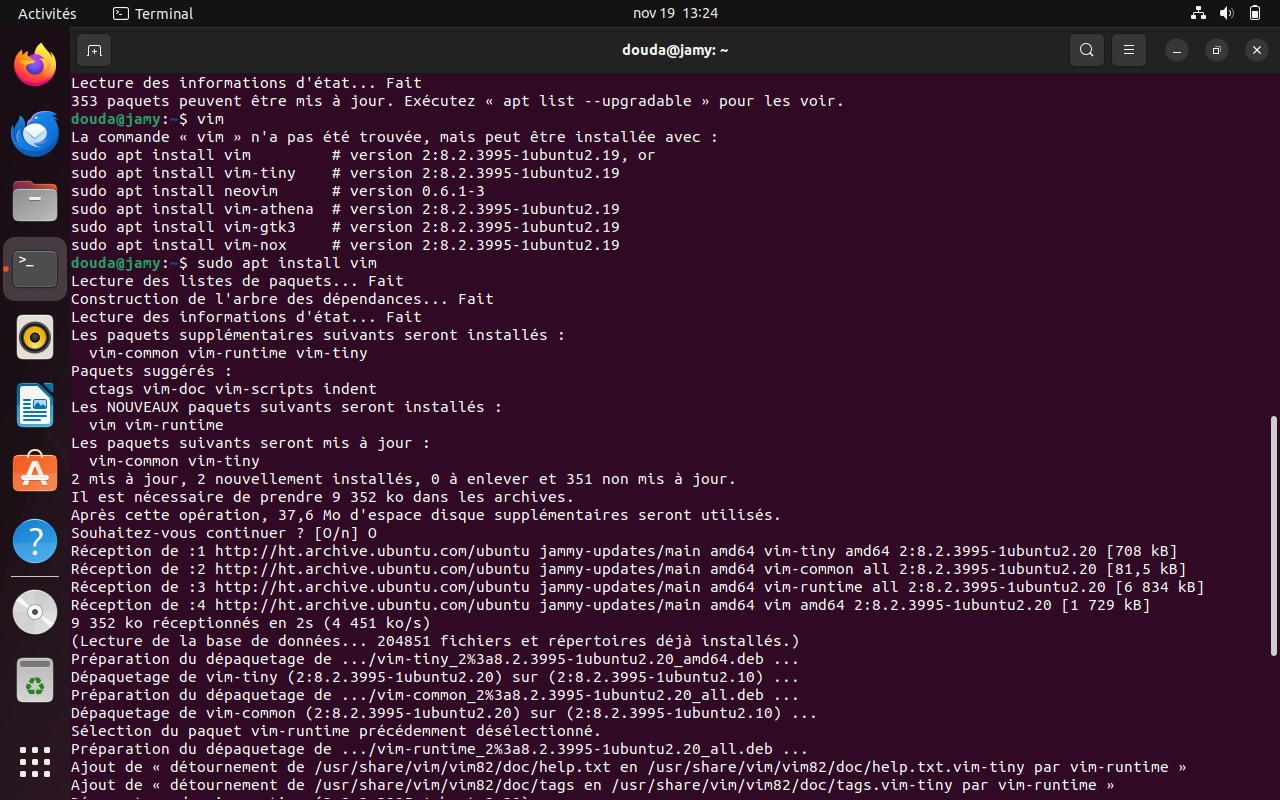 Activités
Terminal
nov 19 13:24
douda@jamy: ~
Lecture des informations d'état... Fait
353 paquets peuvent être mis à jour. Exécutez « apt list --upgradable » pour les voir.
douda@jamy:~$ vim
La commande « vim » n'a pas été trouvée, mais peut être installée avec :
sudo apt install vim         # version 2:8.2.3995-1ubuntu2.19, or
sudo apt install vim-tiny    # version 2:8.2.3995-1ubuntu2.19
sudo apt install neovim      # version 0.6.1-3
sudo apt install vim-athena  # version 2:8.2.3995-1ubuntu2.19
sudo apt install vim-gtk3    # version 2:8.2.3995-1ubuntu2.19
sudo apt install vim-nox     # version 2:8.2.3995-1ubuntu2.19
douda@jamy:~$ sudo apt install vim
Lecture des listes de paquets... Fait
Construction de l'arbre des dépendances... Fait
Lecture des informations d'état... Fait
Les paquets supplémentaires suivants seront installés :
  vim-common vim-runtime vim-tiny
Paquets suggérés :
  ctags vim-doc vim-scripts indent
Les NOUVEAUX paquets suivants seront installés :
  vim vim-runtime
Les paquets suivants seront mis à jour :
  vim-common vim-tiny
2 mis à jour, 2 nouvellement installés, 0 à enlever et 351 non mis à jour.
Il est nécessaire de prendre 9 352 ko dans les archives.
Après cette opération, 37,6 Mo d'espace disque supplémentaires seront utilisés.
Souhaitez-vous continuer ? [O/n] O
Réception de :1 http://ht.archive.ubuntu.com/ubuntu jammy-updates/main amd64 vim-tiny amd64 2:8.2.3995-1ubuntu2.20 [708 kB]
Réception de :2 http://ht.archive.ubuntu.com/ubuntu jammy-updates/main amd64 vim-common all 2:8.2.3995-1ubuntu2.20 [81,5 kB]
Réception de :3 http://ht.archive.ubuntu.com/ubuntu jammy-updates/main amd64 vim-runtime all 2:8.2.3995-1ubuntu2.20 [6 834 kB]
Réception de :4 http://ht.archive.ubuntu.com/ubuntu jammy-updates/main amd64 vim amd64 2:8.2.3995-1ubuntu2.20 [1 729 kB]
9 352 ko réceptionnés en 2s (4 451 ko/s)
(Lecture de la base de données... 204851 fichiers et répertoires déjà installés.)
Préparation du dépaquetage de .../vim-tiny_2%3a8.2.3995-1ubuntu2.20_amd64.deb ...
Dépaquetage de vim-tiny (2:8.2.3995-1ubuntu2.20) sur (2:8.2.3995-1ubuntu2.10) ...
Préparation du dépaquetage de .../vim-common_2%3a8.2.3995-1ubuntu2.20_all.deb ...
Dépaquetage de vim-common (2:8.2.3995-1ubuntu2.20) sur (2:8.2.3995-1ubuntu2.10) ...
Sélection du paquet vim-runtime précédemment désélectionné.
Préparation du dépaquetage de .../vim-runtime_2%3a8.2.3995-1ubuntu2.20_all.deb ...
Ajout de « détournement de /usr/share/vim/vim82/doc/help.txt en /usr/share/vim/vim82/doc/help.txt.vim-tiny par vim-runtime »
Ajout de « détournement de /usr/share/vim/vim82/doc/tags en /usr/share/vim/vim82/doc/tags.vim-tiny par vim-runtime »